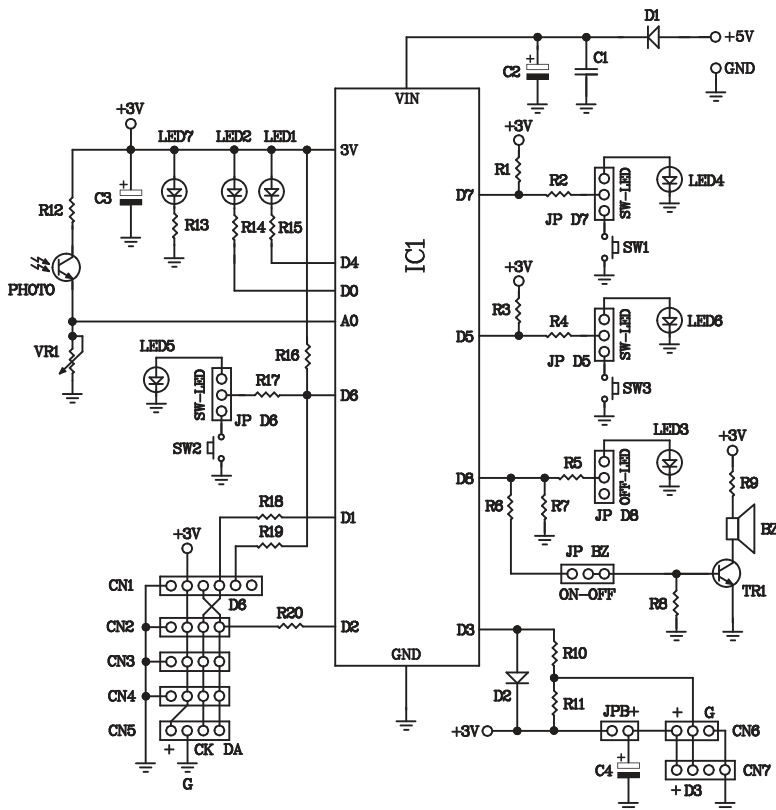 D1
+5V
C2
C1
GND
+
VIN
+3V
LED7
LED2
LED1
3V
+3V
R1
C3
+
R12
R13
R14
R15
D7
R2
SW-LED
LED4
JP D7
SW1
IC1
PHOTO
D4
D0
A0
+3V
R3
D5
R4
SW-LED
LED6
JP D5
SW3
VR1
LED5
R16
SW-LED
R17
D6
JP D6
SW2
LED3
+3V
D8
R5
OFF-LED
R9
R6
R7
JP D8
BZ
R18
D1
R19
+3V
JP BZ
ON-OFF
TR1
R8
CN1
D6
CN2
R20
D2
D3
CN3
GND
R10
CN4
D2
R11
JPB+
+
G
CN6
CN5
+
CK
DA
G
+3V
C4
+
CN7
+
D3